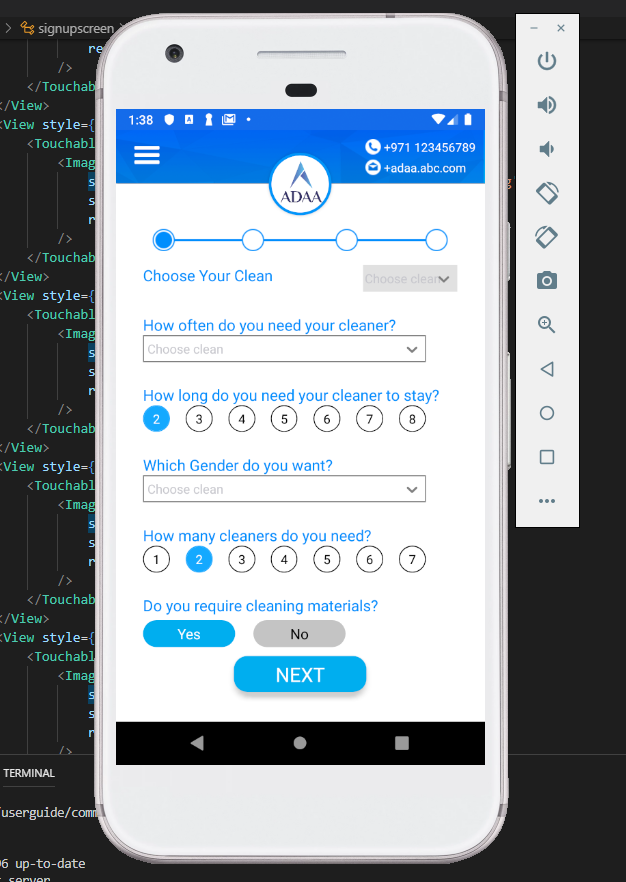 signupscreen
re
/>
</Touchabl
</View>
<View style={
<Touchabl
<Imag
s
s
r
/>
</Touchabl
</View>
<View style={
<Touchabl
<Imag
s
s
r
/>
</Touchabl
</View>
<View style={
<Touchabl
<Imag
s
s
r
/>
</Touchabl
</View>
<View style={
<Touchabl
<Imag
s
s
r
/>
TERMINAL
/userguide/comm
06 up-to-date
server
1:38
+971 123456789
+adaa.abc.com
ADAA
Choose Your Clean
Choose clean
How often do you need your cleaner?
Choose clean
How long do you need your cleaner to stay?
2 3 4 5 6 7 8
Which Gender do you want?
Choose clean
How many cleaners do you need?
1 2 3 4 5 6 7
Do you require cleaning materials?
Yes No
NEXT